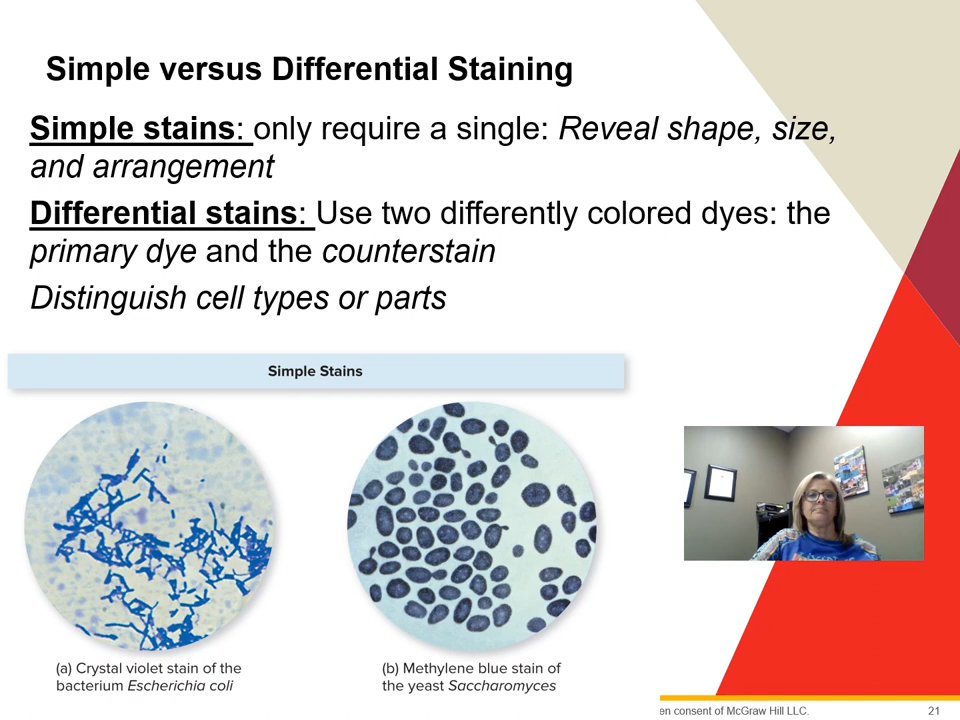 Simple versus Differential Staining
Simple stains: only require a single: Reveal shape, size,
and arrangement
Differential stains: Use two differently colored dyes: the
primary dye and the counterstain
Distinguish cell types or parts
Simple Stains
(a) Crystal violet stain of the
bacterium Escherichia coli
(b) Methylene blue stain of
the yeast Saccharomyces
en consent of McGraw Hill LLC.
21